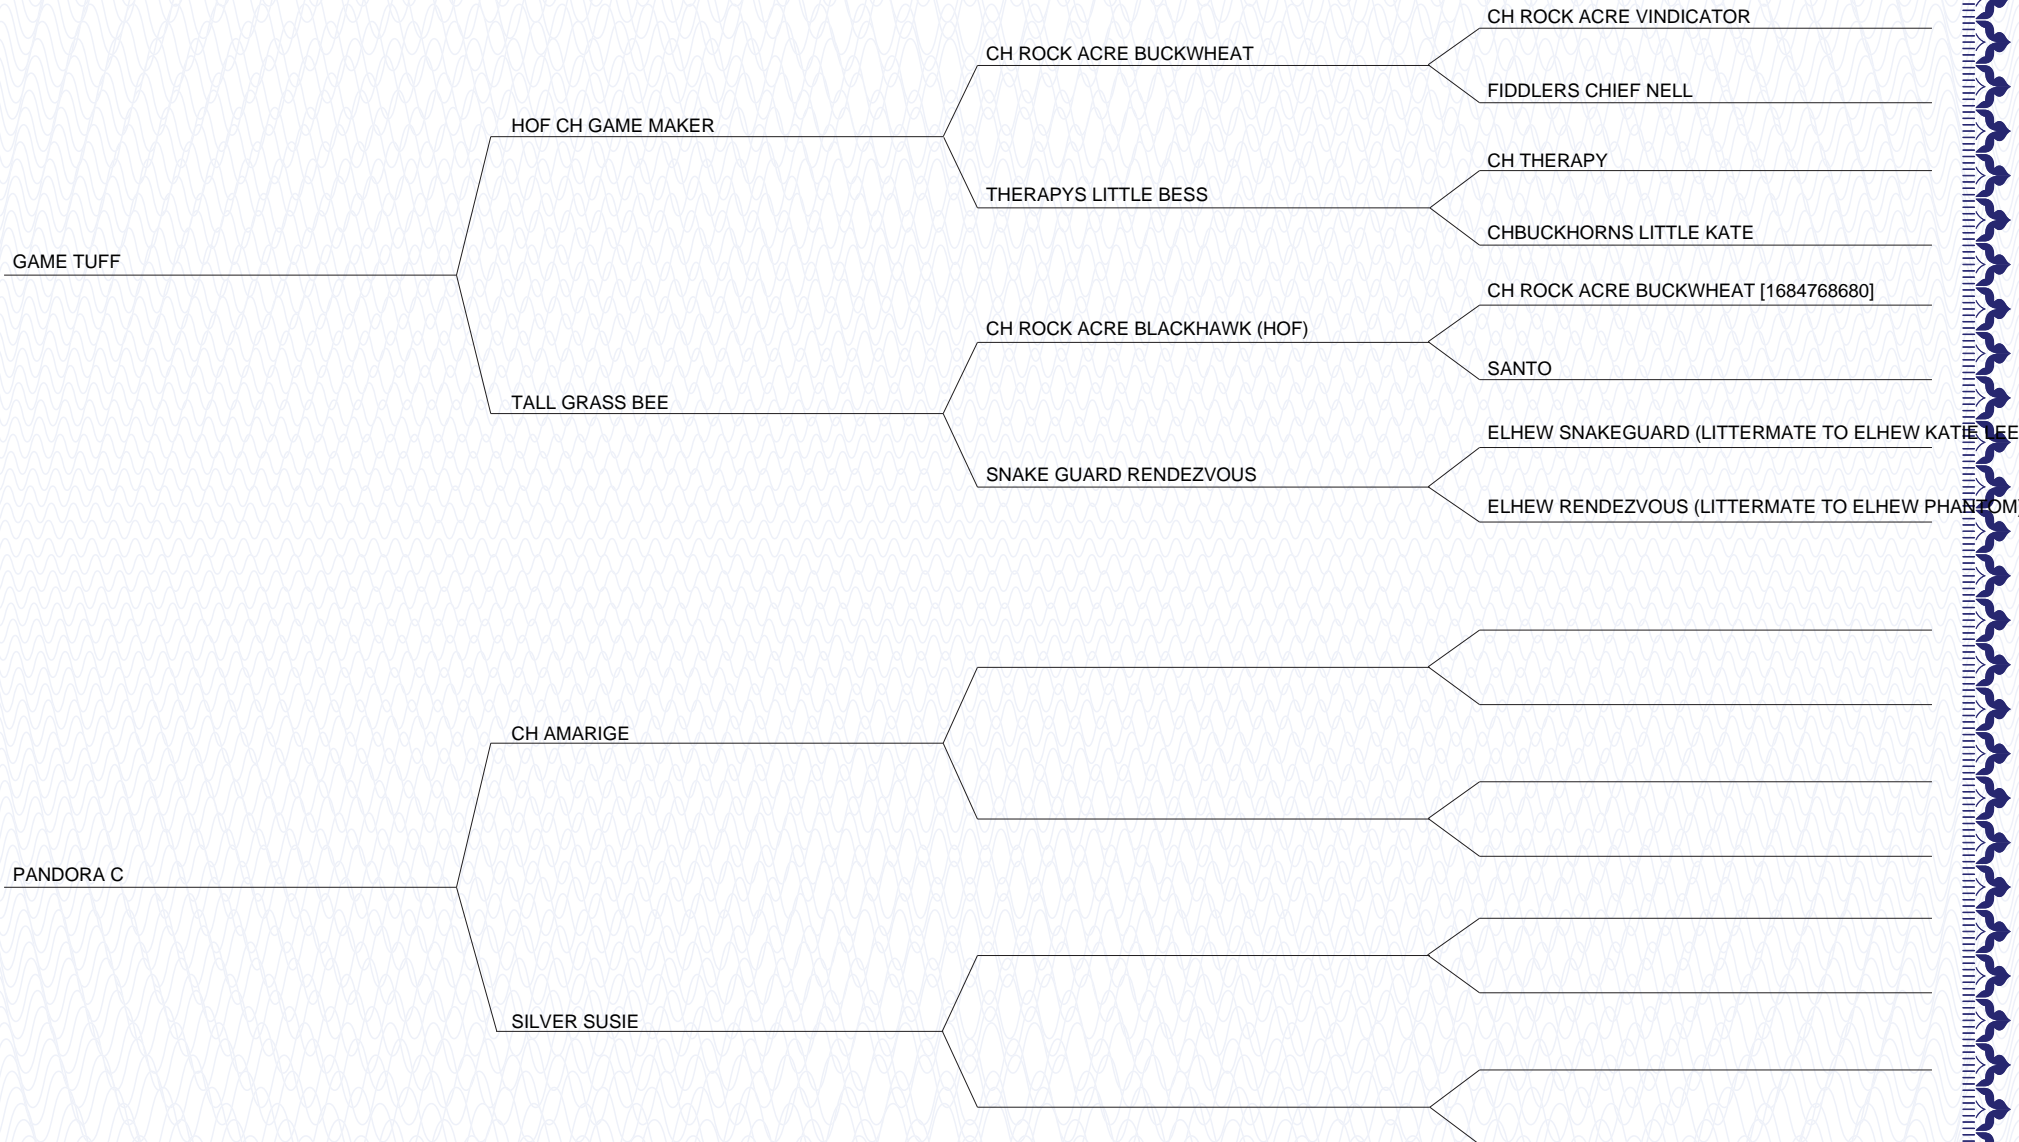 CH ROCK ACRE VINDICATOR
CH ROCK ACRE BUCKWHEAT
FIDDLERS CHIEF NELL
HOF CH GAME MAKER
CH THERAPY
THERAPYS LITTLE BESS
CHBUCKHORNS LITTLE KATE
GAME TUFF
CH ROCK ACRE BUCKWHEAT [1684768680]
CH ROCK ACRE BLACKHAWK (HOF)
SANTO
TALL GRASS BEE
ELHEW SNAKEGUARD (LITTERMATE TO ELHEW KATIE LEE
SNAKE GUARD RENDEZVOUS
ELHEW RENDEZVOUS (LITTERMATE TO ELHEW PHANTOM)
CH AMARIGE
PANDORA C
SILVER SUSIE